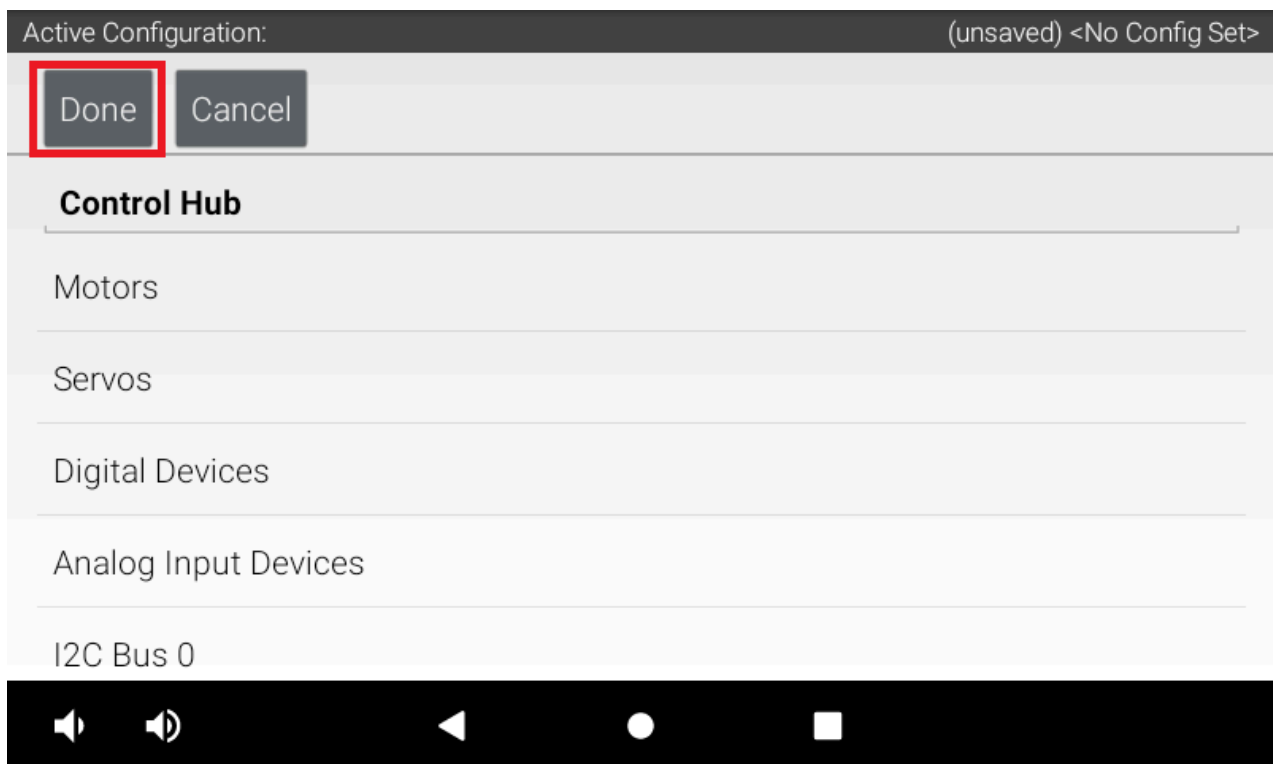 Active Configuration: (unsaved) <No Config Set>
Done Cancel
Control Hub
Motors
Servos
Digital Devices
Analog Input Devices
I2C Bus 0